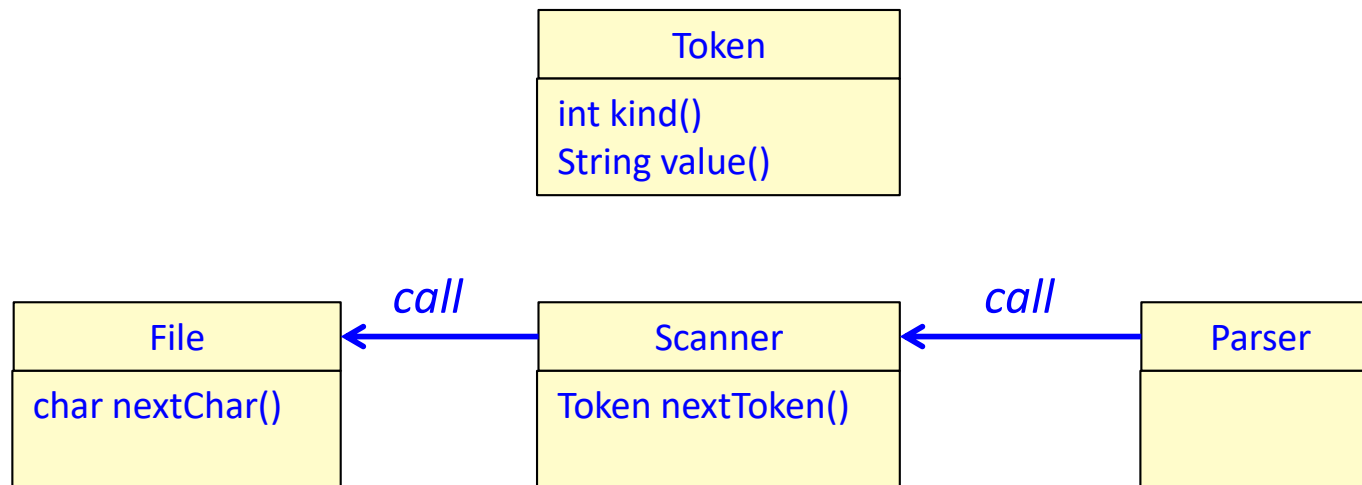 Token
int kind()
String value()
call
call
File
Scanner
Parser
char nextChar()
Token nextToken()